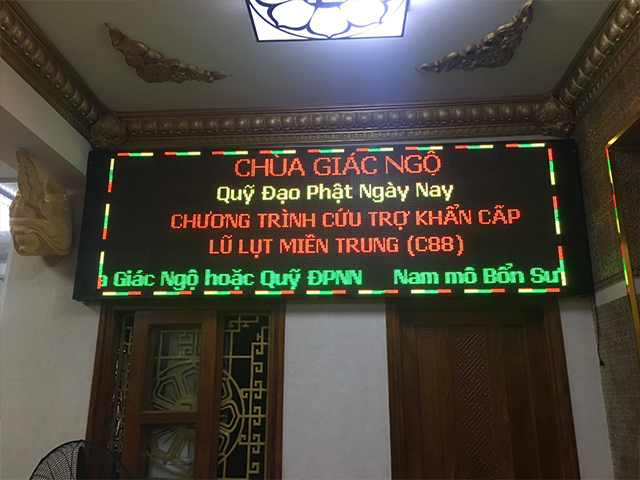 CHÙA GIÁC NGỘ
Quỹ Đạo Phật Ngày Nay
CHƯƠNG TRÌNH CỨU TRỢ KHẨN CẤP
LŨ LỤT MIỀN TRUNG (C88)
a Giác Ngộ hoặc Quỹ ĐPNN Nam mô Bổn Sư